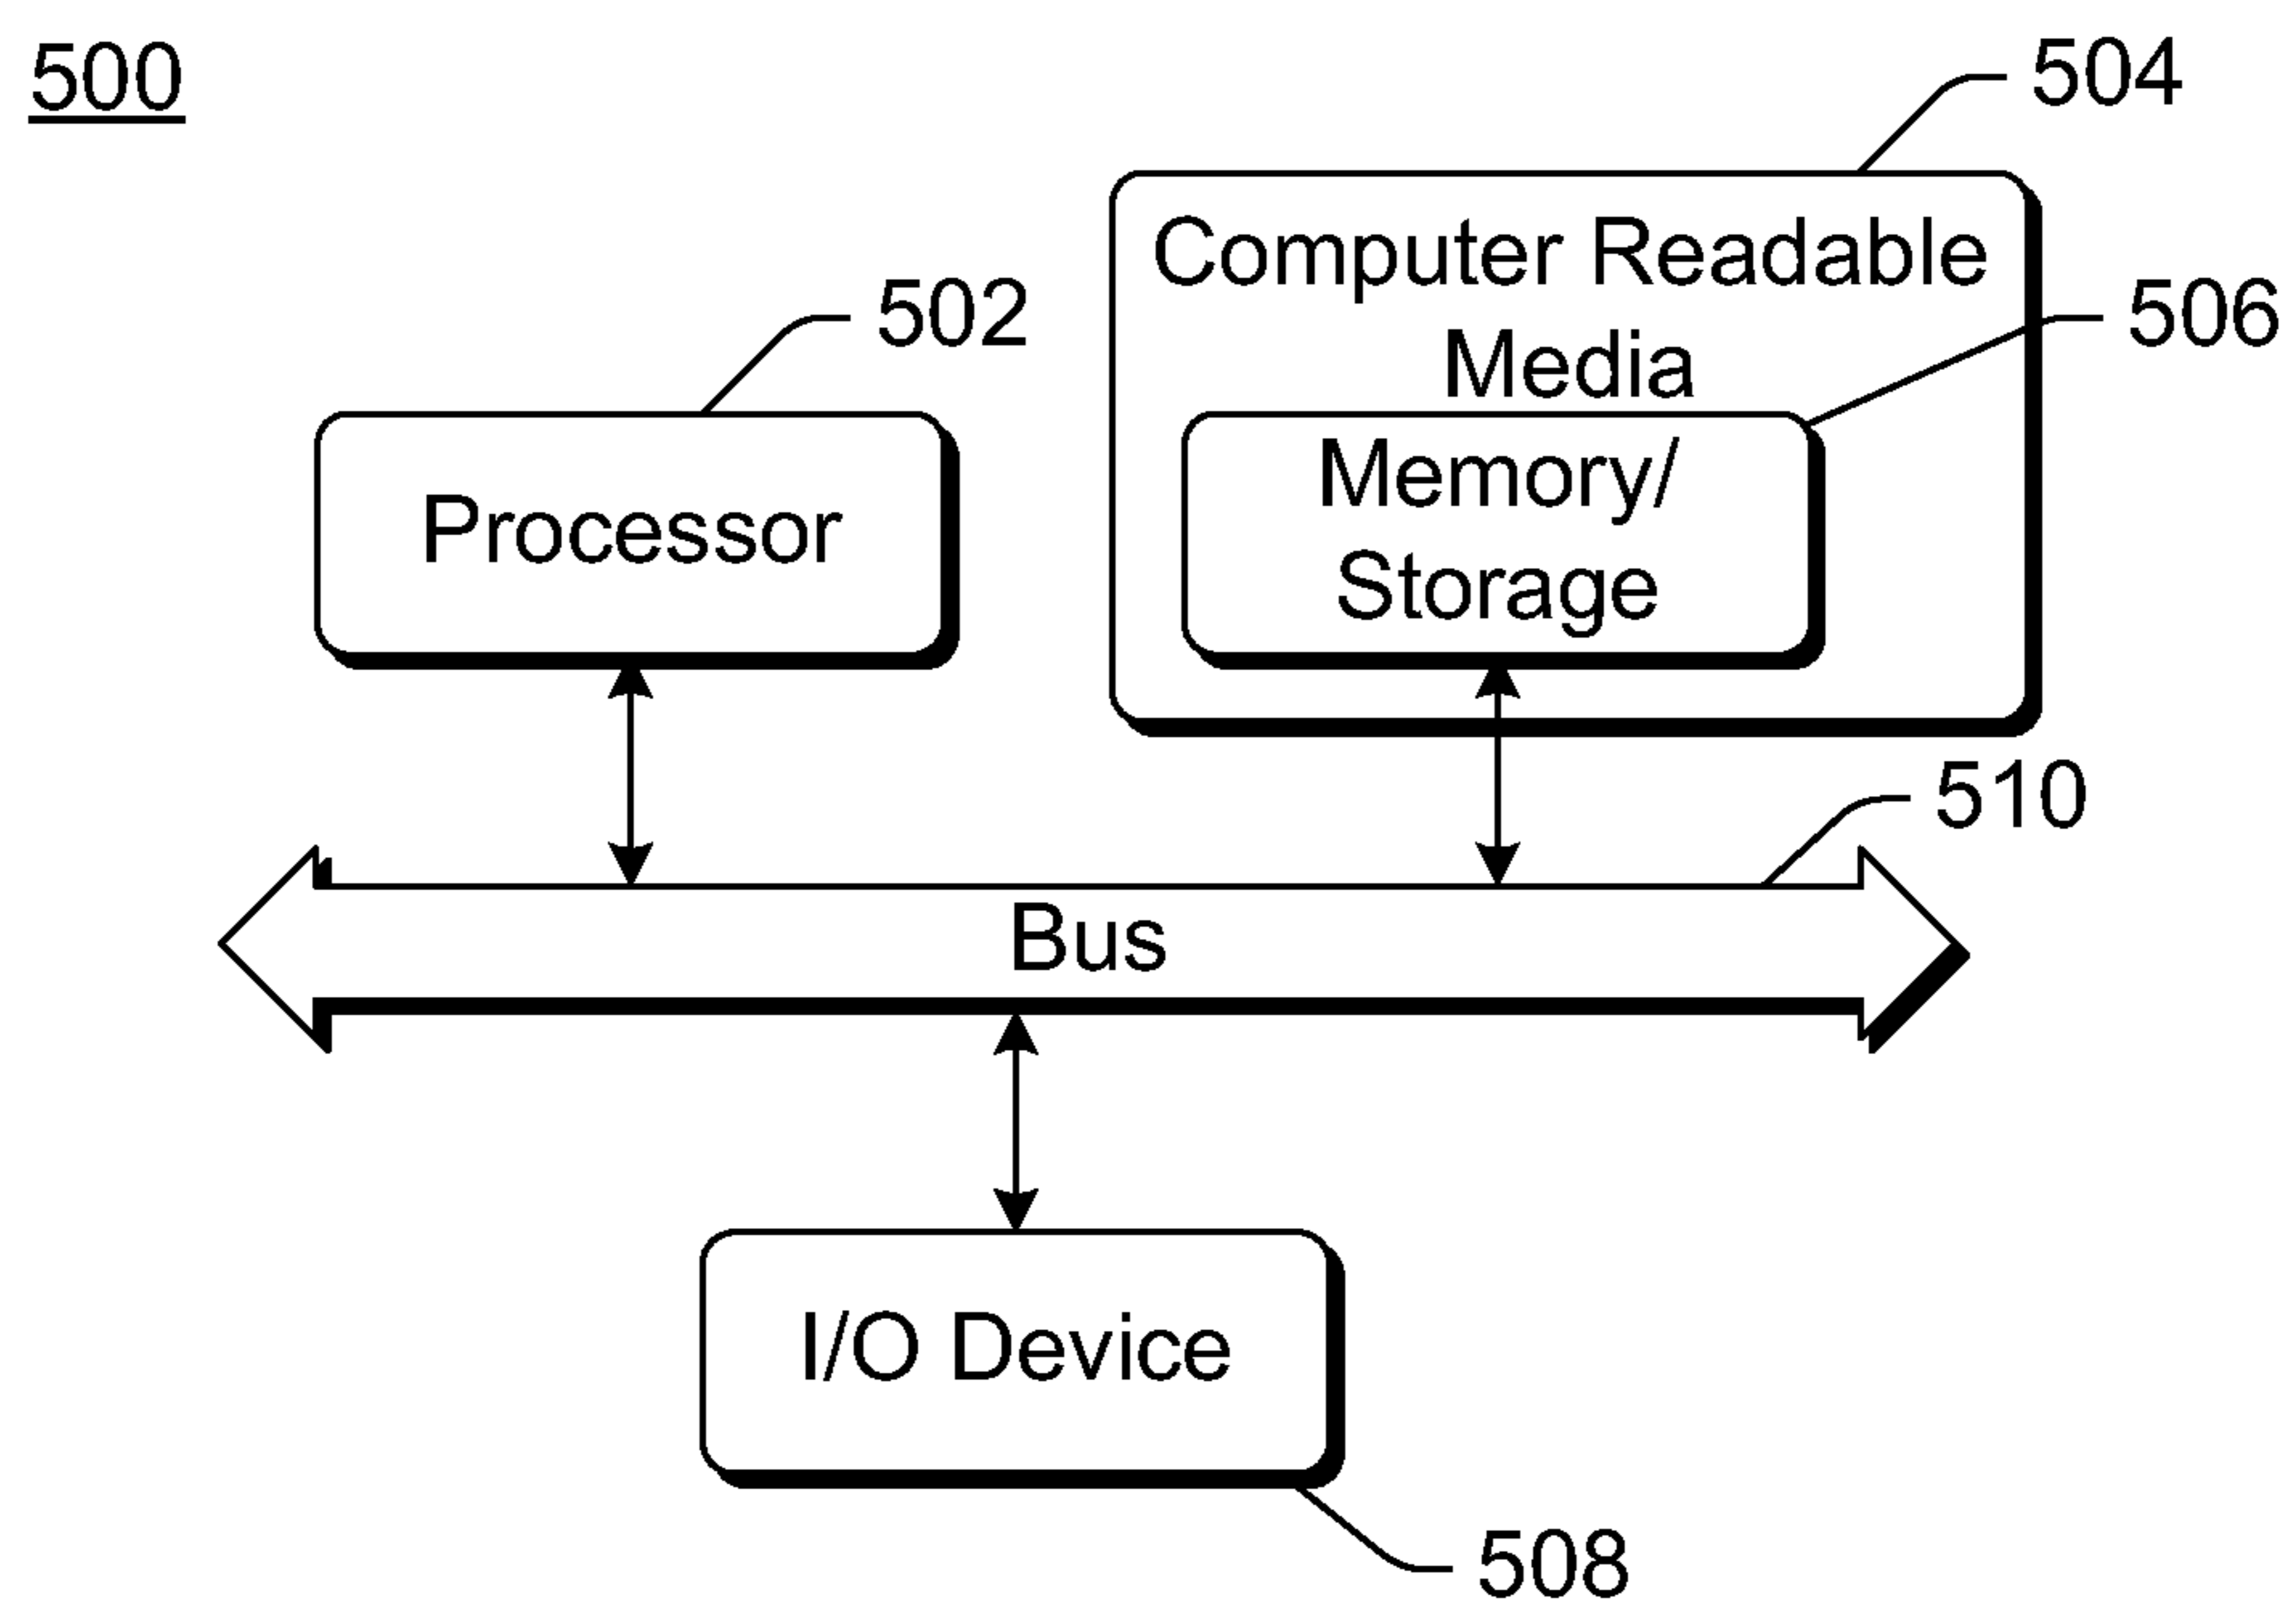 500
504
Computer Readable
Media
506
502
Processor
Memory/
Storage
510
Bus
I/O Device
508